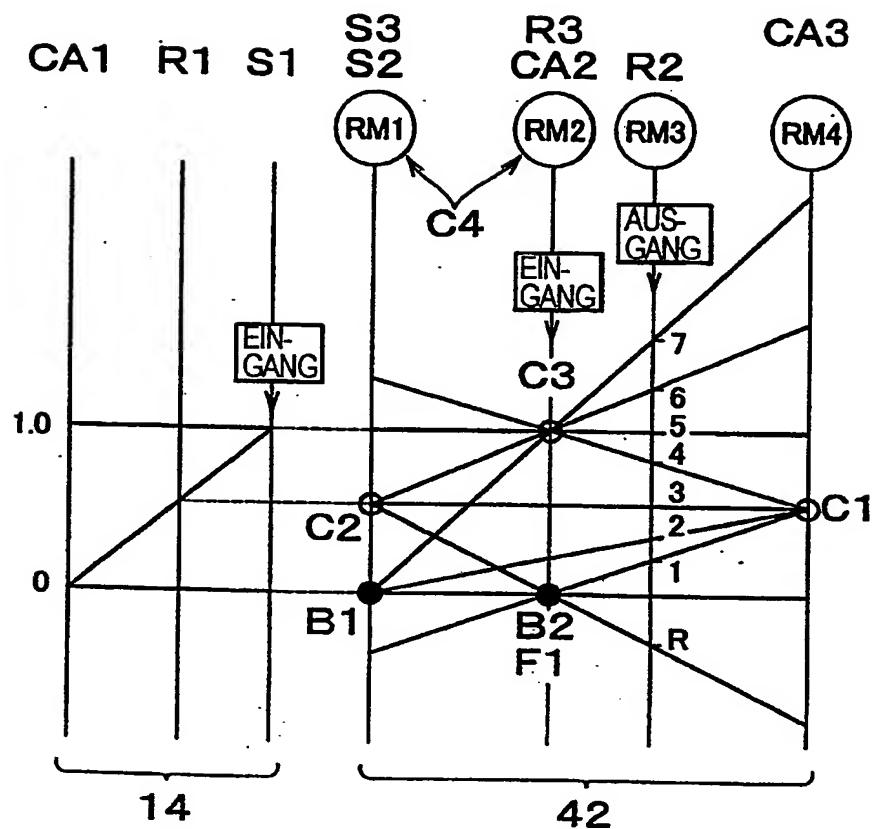 S3 R3 CA3
CA1 R1 S1 S2 CA2 R2
RM1 RM2 RM3 RM4
C4
AUS-
GANG
EIN-
GANG
EIN-
GANG
7
C3
6
1.0
5
4
3
C2
C1
2
1
0
B1
B2
F1
R
14
42